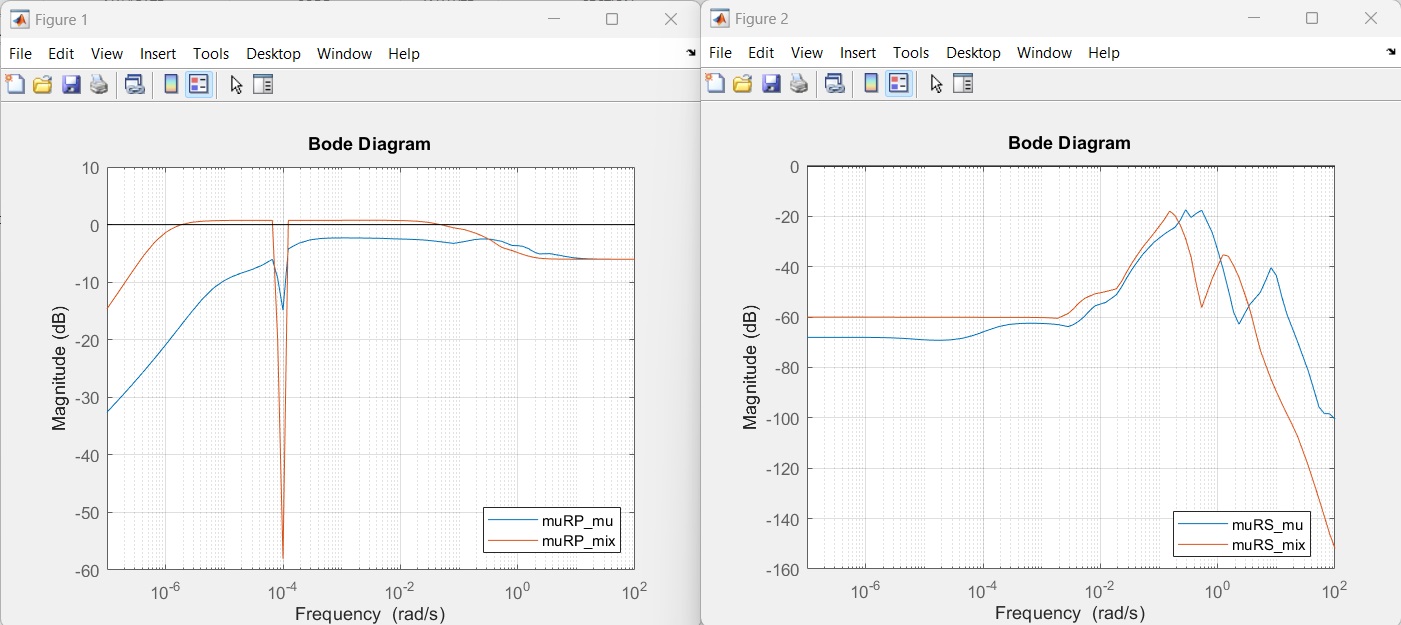 Figure 1
File Edit View Insert Tools Desktop Window Help
Bode Diagram
Magnitude (dB)
10
0
-10
-20
-30
-40
-50
-60
10^-6
10^-4
10^-2
10^0
10^2
Frequency (rad/s)
muRP_mu
muRP_mix
Figure 2
File Edit View Insert Tools Desktop Window Help
Bode Diagram
Magnitude (dB)
0
-20
-40
-60
-80
-100
-120
-140
-160
10^-6
10^-4
10^-2
10^0
10^2
Frequency (rad/s)
muRS_mu
muRS_mix